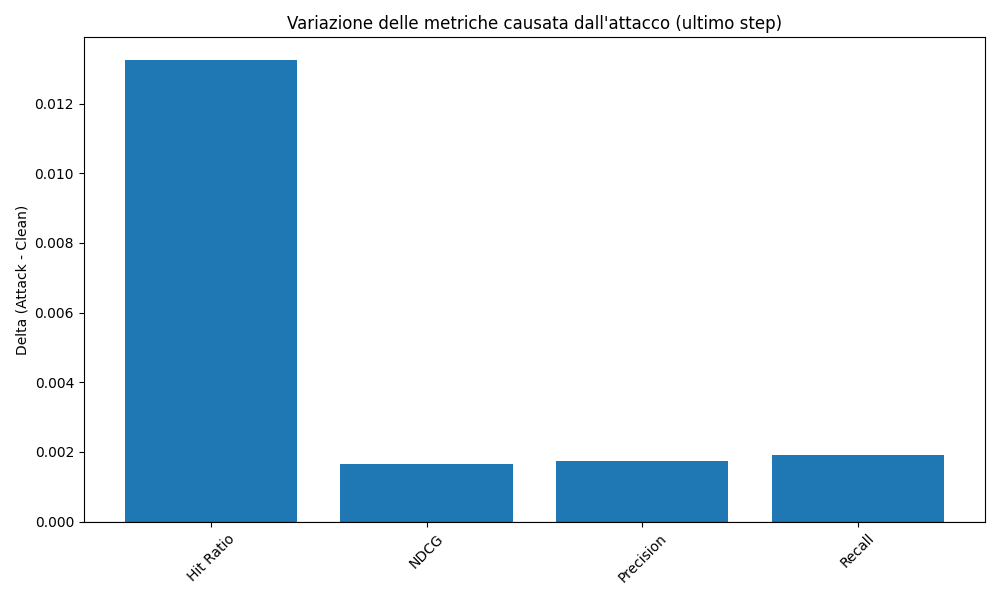 Variazione delle metriche causata dall'attacco (ultimo step)
Delta (Attack - Clean)
0.012
0.010
0.008
0.006
0.004
0.002
0.000
Hit Ratio
NDCG
Precision
Recall